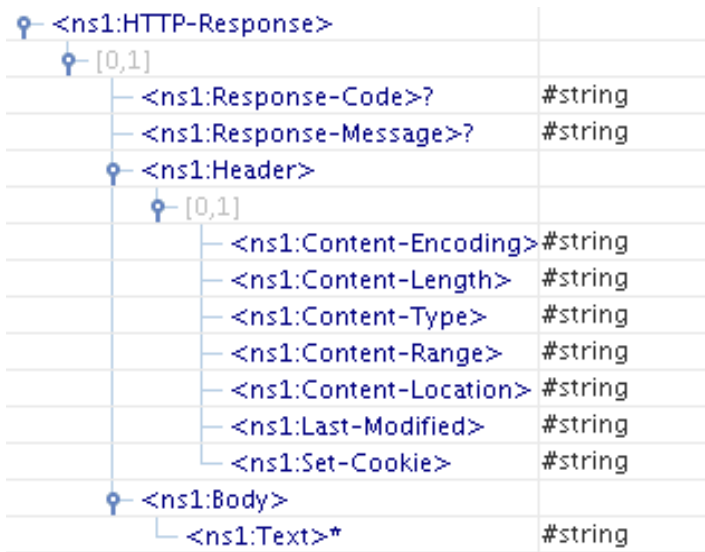 <ns1:HTTP-Response>
[0,1]
<ns1:Response-Code>? #string
<ns1:Response-Message>? #string
<ns1:Header>
[0,1]
<ns1:Content-Encoding> #string
<ns1:Content-Length> #string
<ns1:Content-Type> #string
<ns1:Content-Range> #string
<ns1:Content-Location> #string
<ns1:Last-Modified> #string
<ns1:Set-Cookie> #string
<ns1:Body>
<ns1:Text>* #string